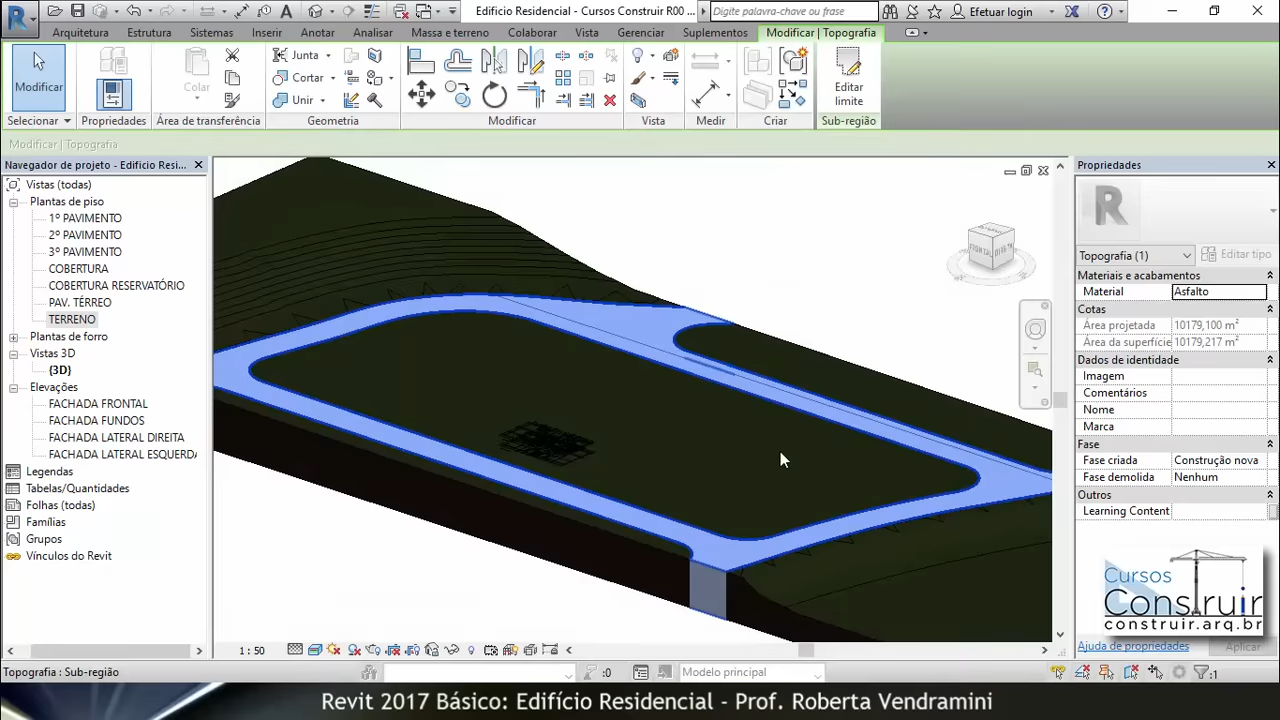 Edifício Residencial - Cursos Construir R00 ...
Digite palavra-chave ou frase
Efetuar login
Arquitetura
Estrutura
Sistemas
Inserir
Anotar
Analisar
Massa e terreno
Colaborar
Vista
Gerenciar
Suplementos
Modificar | Topografia
Modificar
Colar
Junta
Cortar
Unir
Editar
limite
Selecionar
Propriedades
Área de transferência
Geometria
Modificar
Vista
Medir
Criar
Sub-região
Modificar | Topografia
Navegador de projeto - Edifício Resi...
Vistas (todas)
Plantas de piso
1º PAVIMENTO
2º PAVIMENTO
3º PAVIMENTO
COBERTURA
COBERTURA RESERVATÓRIO
PAV. TÉRREO
TERRENO
Plantas de forro
Vistas 3D
{3D}
Elevações
FACHADA FRONTAL
FACHADA FUNDOS
FACHADA LATERAL DIREITA
FACHADA LATERAL ESQUERDA
Legendas
Tabelas/Quantidades
Folhas (todas)
Famílias
Grupos
Vínculos do Revit
Propriedades
Topografia (1)
Editar tipo
Materiais e acabamentos
Material
Asfalto
Cotas
Área projetada
10179,100 m²
Área da superfície
10179,217 m²
Dados de identidade
Imagem
Comentários
Nome
Marca
Fase
Fase criada
Construção nova
Fase demolida
Nenhum
Outros
Learning Content
Cursos
Construir
construir.arq.br
Ajuda de propriedades
Aplicar
1 : 50
Topografia : Sub-região
:0
Modelo principal
:1
Revit 2017 Básico: Edifício Residencial - Prof. Roberta Vendramini